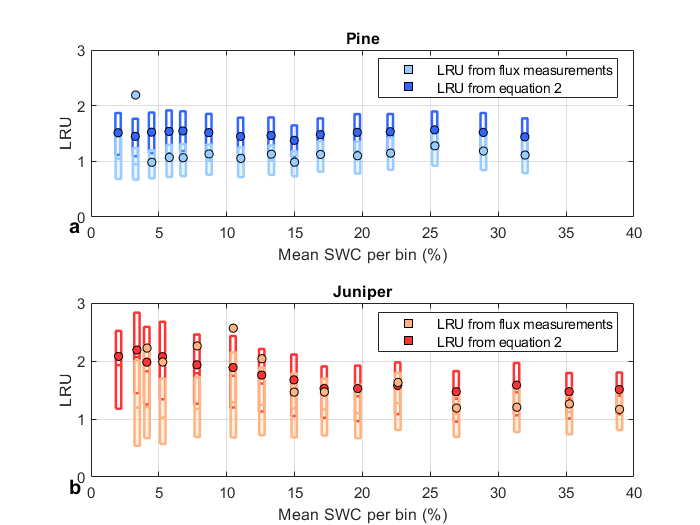 Pine
3
2
1
0
LRU
LRU from flux measurements
LRU from equation 2
a
0 5 10 15 20 25 30 35 40
Mean SWC per bin (%)
Juniper
3
2
1
0
LRU
LRU from flux measurements
LRU from equation 2
b
0 5 10 15 20 25 30 35 40
Mean SWC per bin (%)